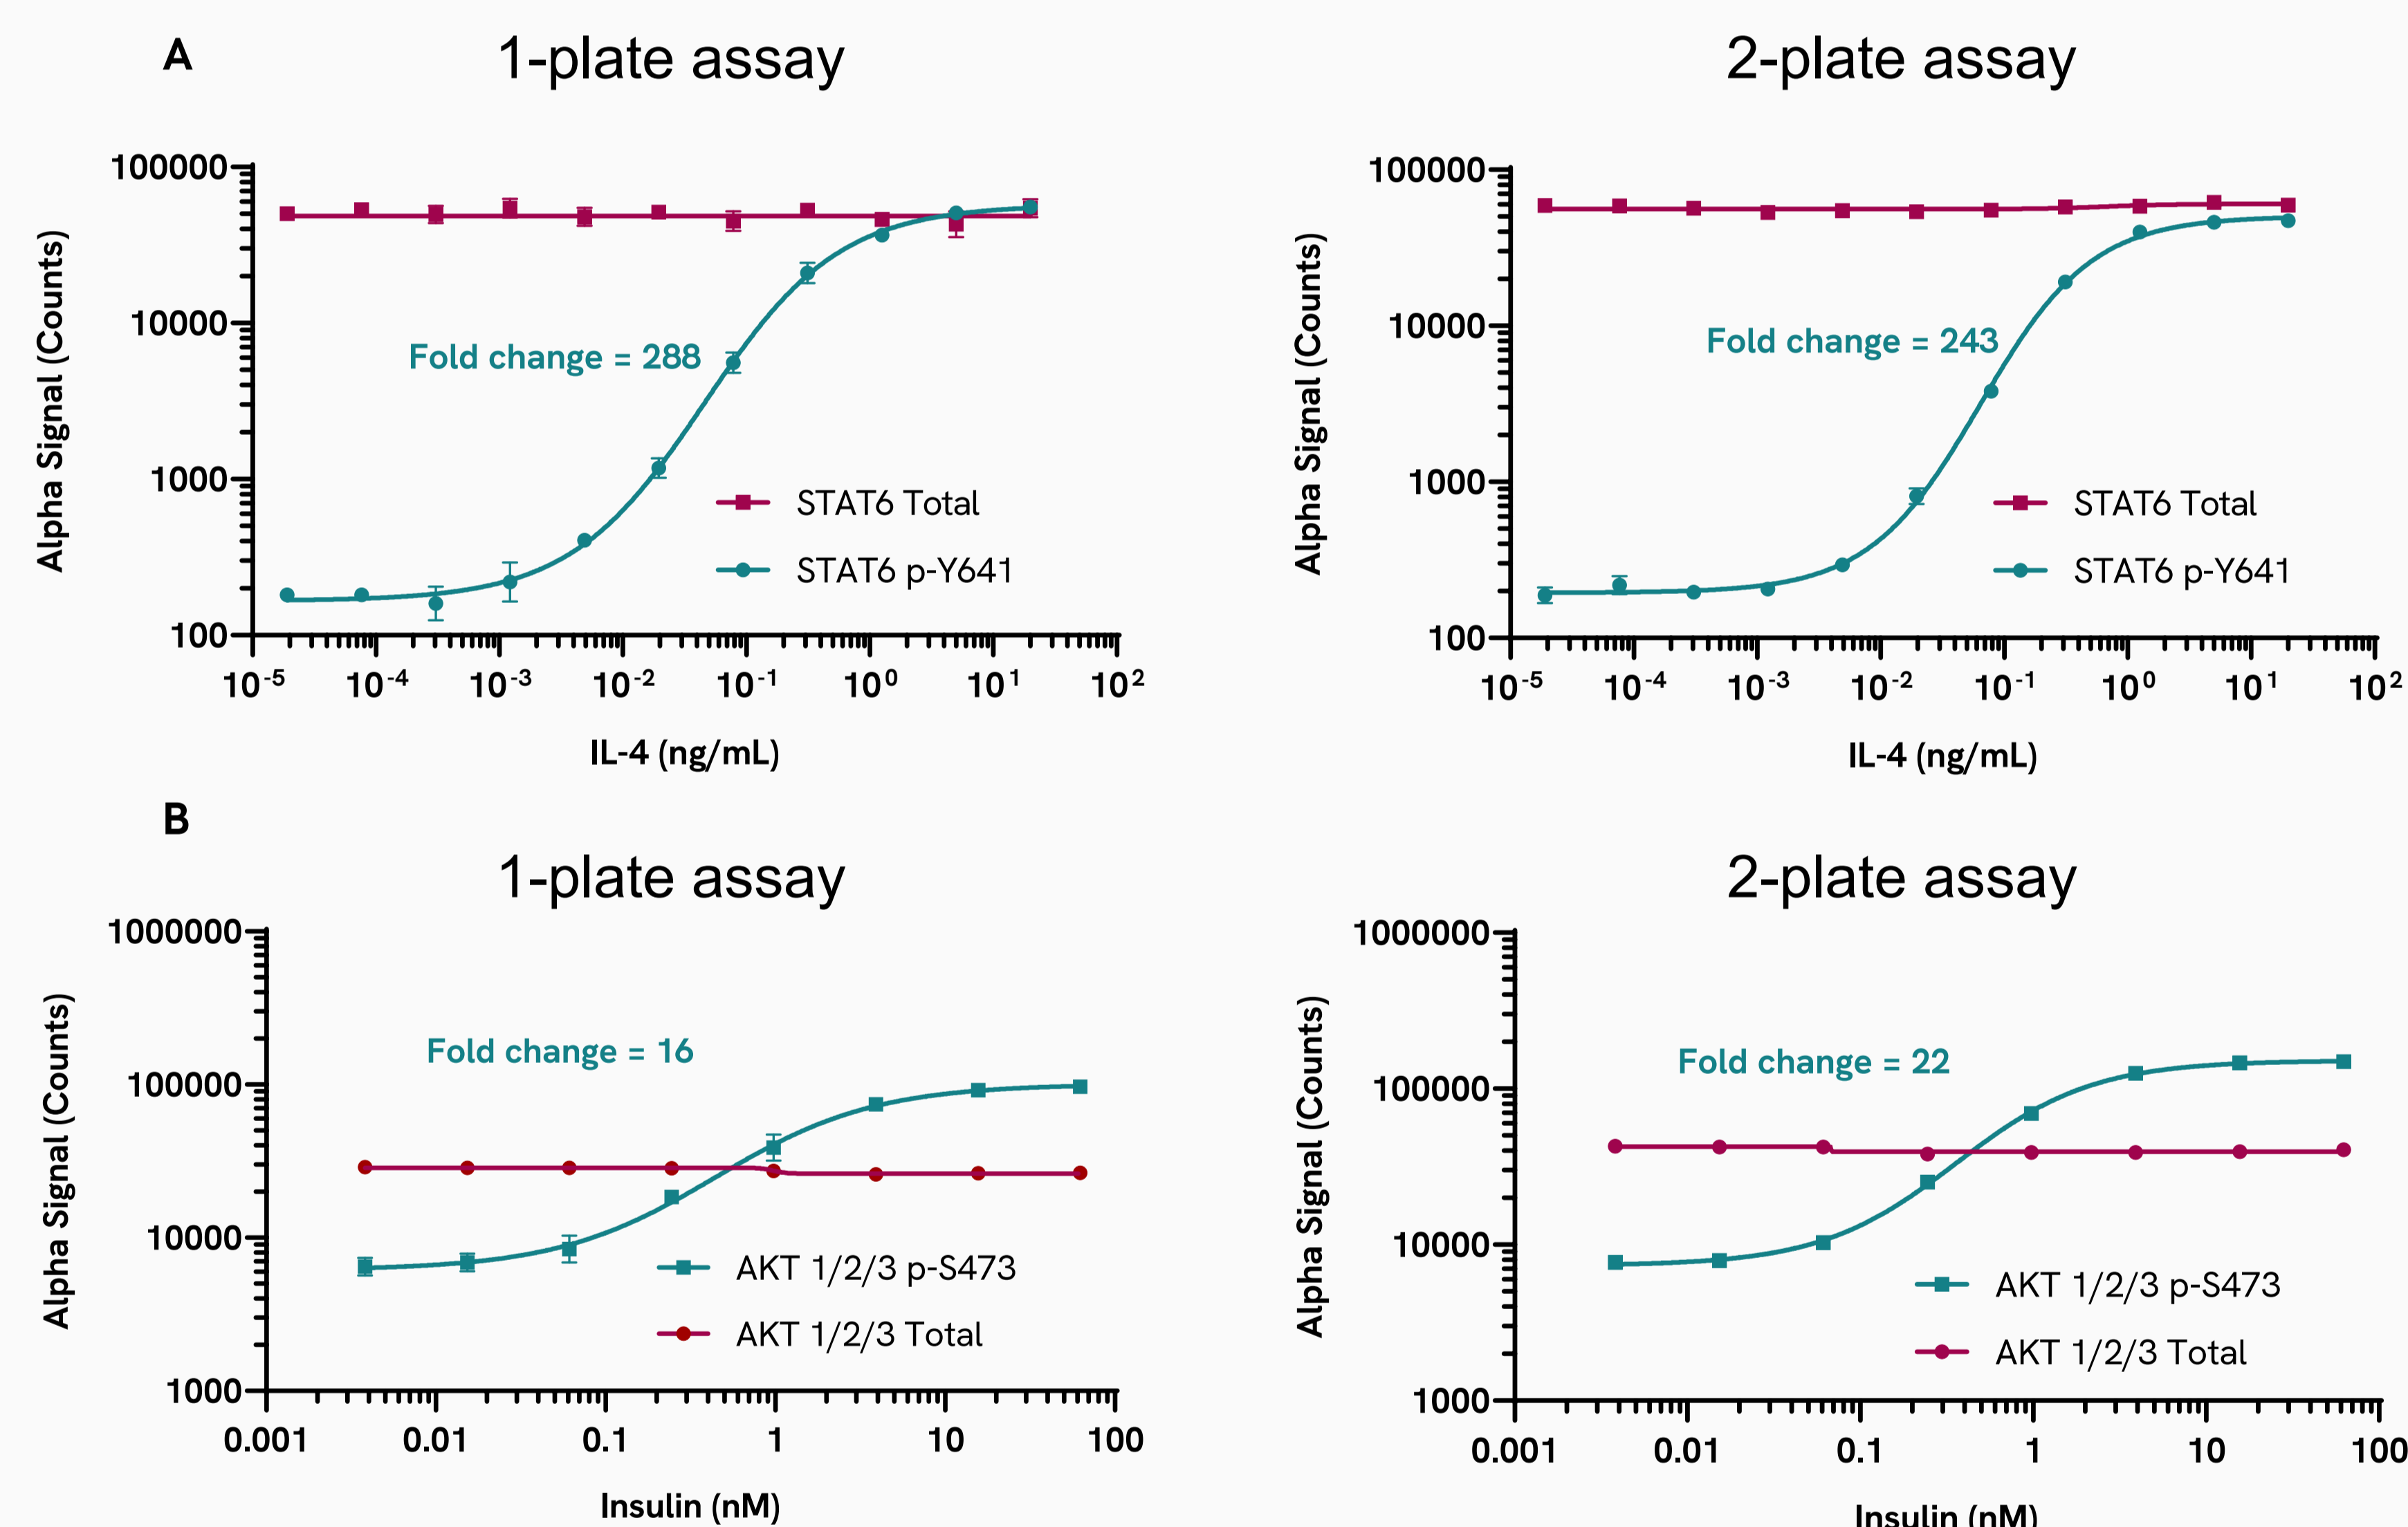 A
1-plate assay
2-plate assay
Alpha Signal (Counts)
100000
10000
1000
100
Fold change = 288
STAT6 Total
STAT6 p-Y641
10⁻⁵ 10⁻⁴ 10⁻³ 10⁻² 10⁻¹ 10⁰ 10¹ 10²
IL-4 (ng/mL)
Alpha Signal (Counts)
100000
10000
1000
100
Fold change = 243
STAT6 Total
STAT6 p-Y641
10⁻⁵ 10⁻⁴ 10⁻³ 10⁻² 10⁻¹ 10⁰ 10¹ 10²
IL-4 (ng/mL)
B
1-plate assay
2-plate assay
Alpha Signal (Counts)
1000000
100000
10000
1000
Fold change = 16
AKT 1/2/3 p-S473
AKT 1/2/3 Total
0.001 0.01 0.1 1 10 100
Insulin (nM)
Alpha Signal (Counts)
1000000
100000
10000
1000
Fold change = 22
AKT 1/2/3 p-S473
AKT 1/2/3 Total
0.001 0.01 0.1 1 10 100
Insulin (nM)